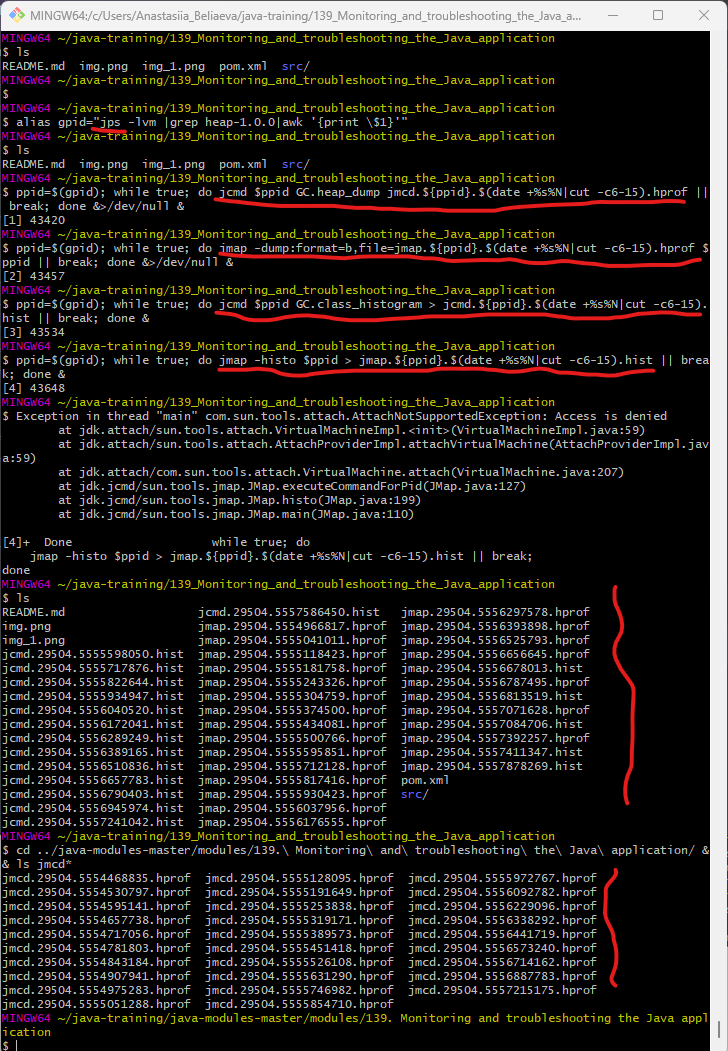 MINGW64:/c/Users/Anastasiia_Beliaeva/java-training/139_Monitoring_and_troubleshooting_the_Java_a...
MINGW64 ~/java-training/139_Monitoring_and_troubleshooting_the_Java_application
$ ls
README.md  img.png  img_1.png  pom.xml  src/
MINGW64 ~/java-training/139_Monitoring_and_troubleshooting_the_Java_application
$
MINGW64 ~/java-training/139_Monitoring_and_troubleshooting_the_Java_application
$ alias gpid="jps -lvm |grep heap-1.0.0|awk '{print \$1}'"
MINGW64 ~/java-training/139_Monitoring_and_troubleshooting_the_Java_application
$ ls
README.md  img.png  img_1.png  pom.xml  src/
MINGW64 ~/java-training/139_Monitoring_and_troubleshooting_the_Java_application
$ ppid=$(gpid); while true; do jcmd $ppid GC.heap_dump jmcd.${ppid}.$(date +%s%N|cut -c6-15).hprof ||
 break; done &>/dev/null &
[1] 43420
MINGW64 ~/java-training/139_Monitoring_and_troubleshooting_the_Java_application
$ ppid=$(gpid); while true; do jmap -dump:format=b,file=jmap.${ppid}.$(date +%s%N|cut -c6-15).hprof $
ppid || break; done &>/dev/null &
[2] 43457
MINGW64 ~/java-training/139_Monitoring_and_troubleshooting_the_Java_application
$ ppid=$(gpid); while true; do jcmd $ppid GC.class_histogram > jcmd.${ppid}.$(date +%s%N|cut -c6-15).
hist || break; done &
[3] 43534
MINGW64 ~/java-training/139_Monitoring_and_troubleshooting_the_Java_application
$ ppid=$(gpid); while true; do jmap -histo $ppid > jmap.${ppid}.$(date +%s%N|cut -c6-15).hist || brea
k; done &
[4] 43648
MINGW64 ~/java-training/139_Monitoring_and_troubleshooting_the_Java_application
$ Exception in thread "main" com.sun.tools.attach.AttachNotSupportedException: Access is denied
        at jdk.attach/sun.tools.attach.VirtualMachineImpl.<init>(VirtualMachineImpl.java:59)
        at jdk.attach/sun.tools.attach.AttachProviderImpl.attachVirtualMachine(AttachProviderImpl.jav
a:59)
        at jdk.attach/com.sun.tools.attach.VirtualMachine.attach(VirtualMachine.java:207)
        at jdk.jcmd/sun.tools.jmap.JMap.executeCommandForPid(JMap.java:127)
        at jdk.jcmd/sun.tools.jmap.JMap.histo(JMap.java:199)
        at jdk.jcmd/sun.tools.jmap.JMap.main(JMap.java:110)
[4]+  Done                    while true; do
    jmap -histo $ppid > jmap.${ppid}.$(date +%s%N|cut -c6-15).hist || break;
done
MINGW64 ~/java-training/139_Monitoring_and_troubleshooting_the_Java_application
$ ls
README.md                   jcmd.29504.5557586450.hist   jmap.29504.5556297578.hprof
img.png                     jmap.29504.5554966817.hprof  jmap.29504.5556393898.hprof
img_1.png                   jmap.29504.5555041011.hprof  jmap.29504.5556525793.hprof
jcmd.29504.5555598050.hist  jmap.29504.5555118423.hprof  jmap.29504.5556656645.hprof
jcmd.29504.5555717876.hist  jmap.29504.5555181758.hprof  jmap.29504.5556678013.hist
jcmd.29504.5555822644.hist  jmap.29504.5555243326.hprof  jmap.29504.5556787495.hprof
jcmd.29504.5555934947.hist  jmap.29504.5555304759.hprof  jmap.29504.5556813519.hist
jcmd.29504.5556040520.hist  jmap.29504.5555374500.hprof  jmap.29504.5557071628.hprof
jcmd.29504.5556172041.hist  jmap.29504.5555434081.hprof  jmap.29504.5557084706.hist
jcmd.29504.5556289249.hist  jmap.29504.5555500766.hprof  jmap.29504.5557392257.hprof
jcmd.29504.5556389165.hist  jmap.29504.5555595851.hprof  jmap.29504.5557411347.hist
jcmd.29504.5556510836.hist  jmap.29504.5555712128.hprof  jmap.29504.5557878269.hist
jcmd.29504.5556657783.hist  jmap.29504.5555817416.hprof  pom.xml
jcmd.29504.5556790403.hist  jmap.29504.5555930423.hprof  src/
jcmd.29504.5556945974.hist  jmap.29504.5556037956.hprof
jcmd.29504.5557241042.hist  jmap.29504.5556176555.hprof
MINGW64 ~/java-training/139_Monitoring_and_troubleshooting_the_Java_application
$ cd ../java-modules-master/modules/139.\ Monitoring\ and\ troubleshooting\ the\ Java\ application/ &
& ls jmcd*
jmcd.29504.5554468835.hprof  jmcd.29504.5555128095.hprof  jmcd.29504.5555972767.hprof
jmcd.29504.5554530797.hprof  jmcd.29504.5555191649.hprof  jmcd.29504.5556092782.hprof
jmcd.29504.5554595141.hprof  jmcd.29504.5555253838.hprof  jmcd.29504.5556229096.hprof
jmcd.29504.5554657738.hprof  jmcd.29504.5555319171.hprof  jmcd.29504.5556338292.hprof
jmcd.29504.5554717056.hprof  jmcd.29504.5555389573.hprof  jmcd.29504.5556441719.hprof
jmcd.29504.5554781803.hprof  jmcd.29504.5555451418.hprof  jmcd.29504.5556573240.hprof
jmcd.29504.5554843184.hprof  jmcd.29504.5555526108.hprof  jmcd.29504.5556714162.hprof
jmcd.29504.5554907941.hprof  jmcd.29504.5555631290.hprof  jmcd.29504.5556887783.hprof
jmcd.29504.5554975283.hprof  jmcd.29504.5555746982.hprof  jmcd.29504.5557215175.hprof
jmcd.29504.5555051288.hprof  jmcd.29504.5555854710.hprof
MINGW64 ~/java-training/java-modules-master/modules/139. Monitoring and troubleshooting the Java appl
ication
$